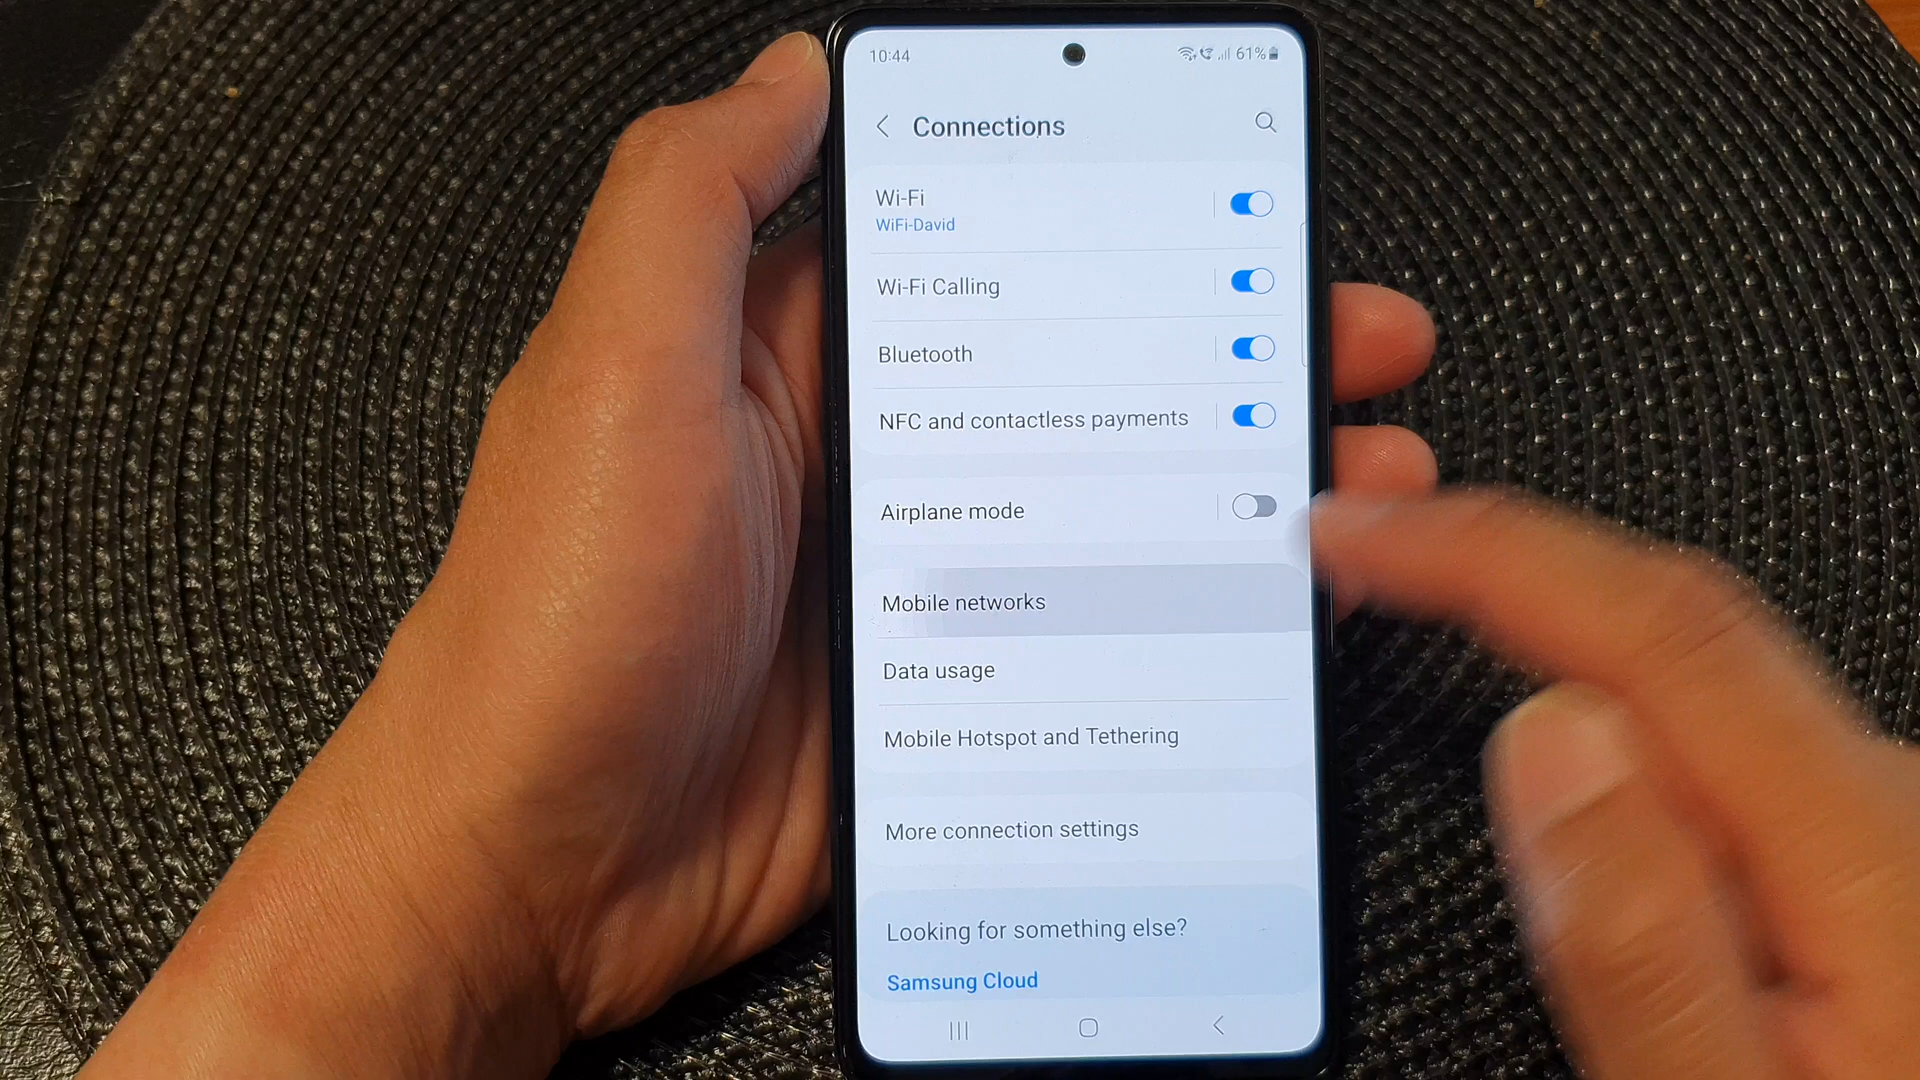 10:44
61%
Connections
Wi-Fi
WiFi-David
Wi-Fi Calling
Bluetooth
NFC and contactless payments
Airplane mode
Mobile networks
Data usage
Mobile Hotspot and Tethering
More connection settings
Looking for something else?
Samsung Cloud